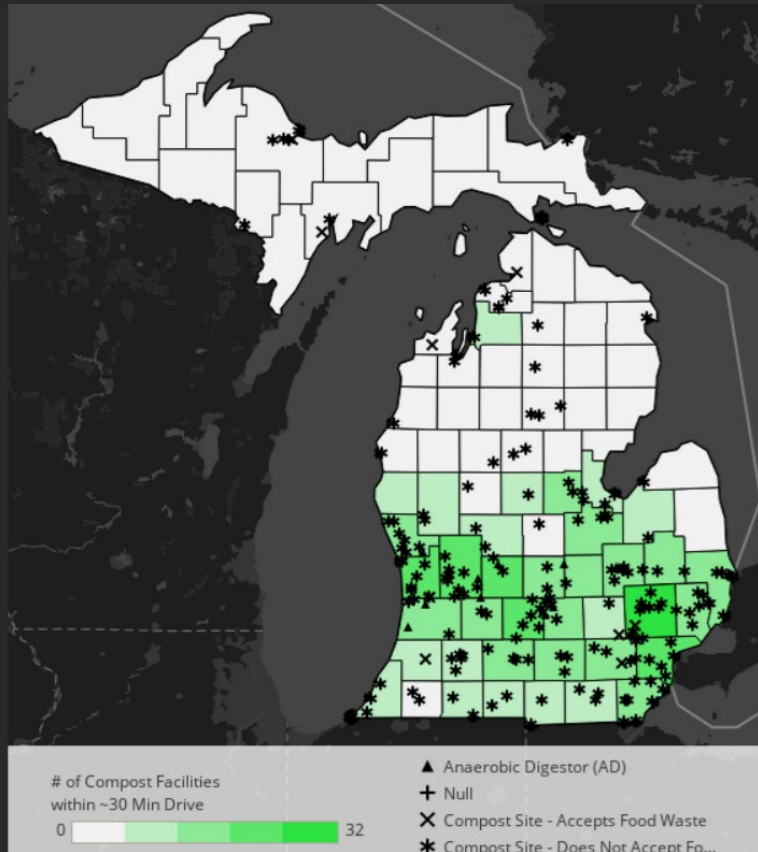 # of Compost Facilities
within ~30 Min Drive
0 32
Anaerobic Digestor (AD)
Null
Compost Site - Accepts Food Waste
Compost Site - Does Not Accept Fo...